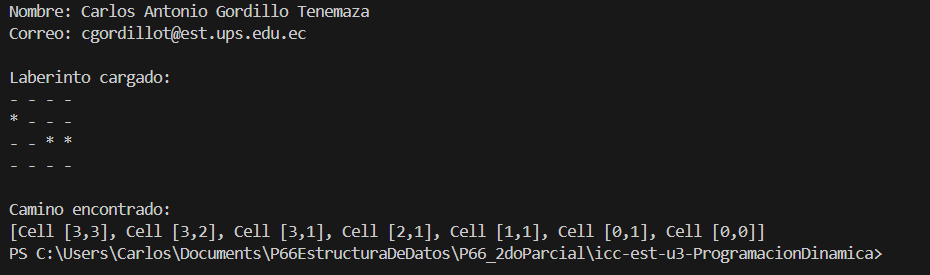 Nombre: Carlos Antonio Gordillo Tenemaza
Correo: cgordillot@est.ups.edu.ec
Laberinto cargado:
- - - -
* - - -
- - * *
- - - -
Camino encontrado:
[Cell [3,3], Cell [3,2], Cell [3,1], Cell [2,1], Cell [1,1], Cell [0,1], Cell [0,0]]
PS C:\Users\Carlos\Documents\P66EstructuraDeDatos\P66_2doParcial\icc-est-u3-ProgramacionDinamica>